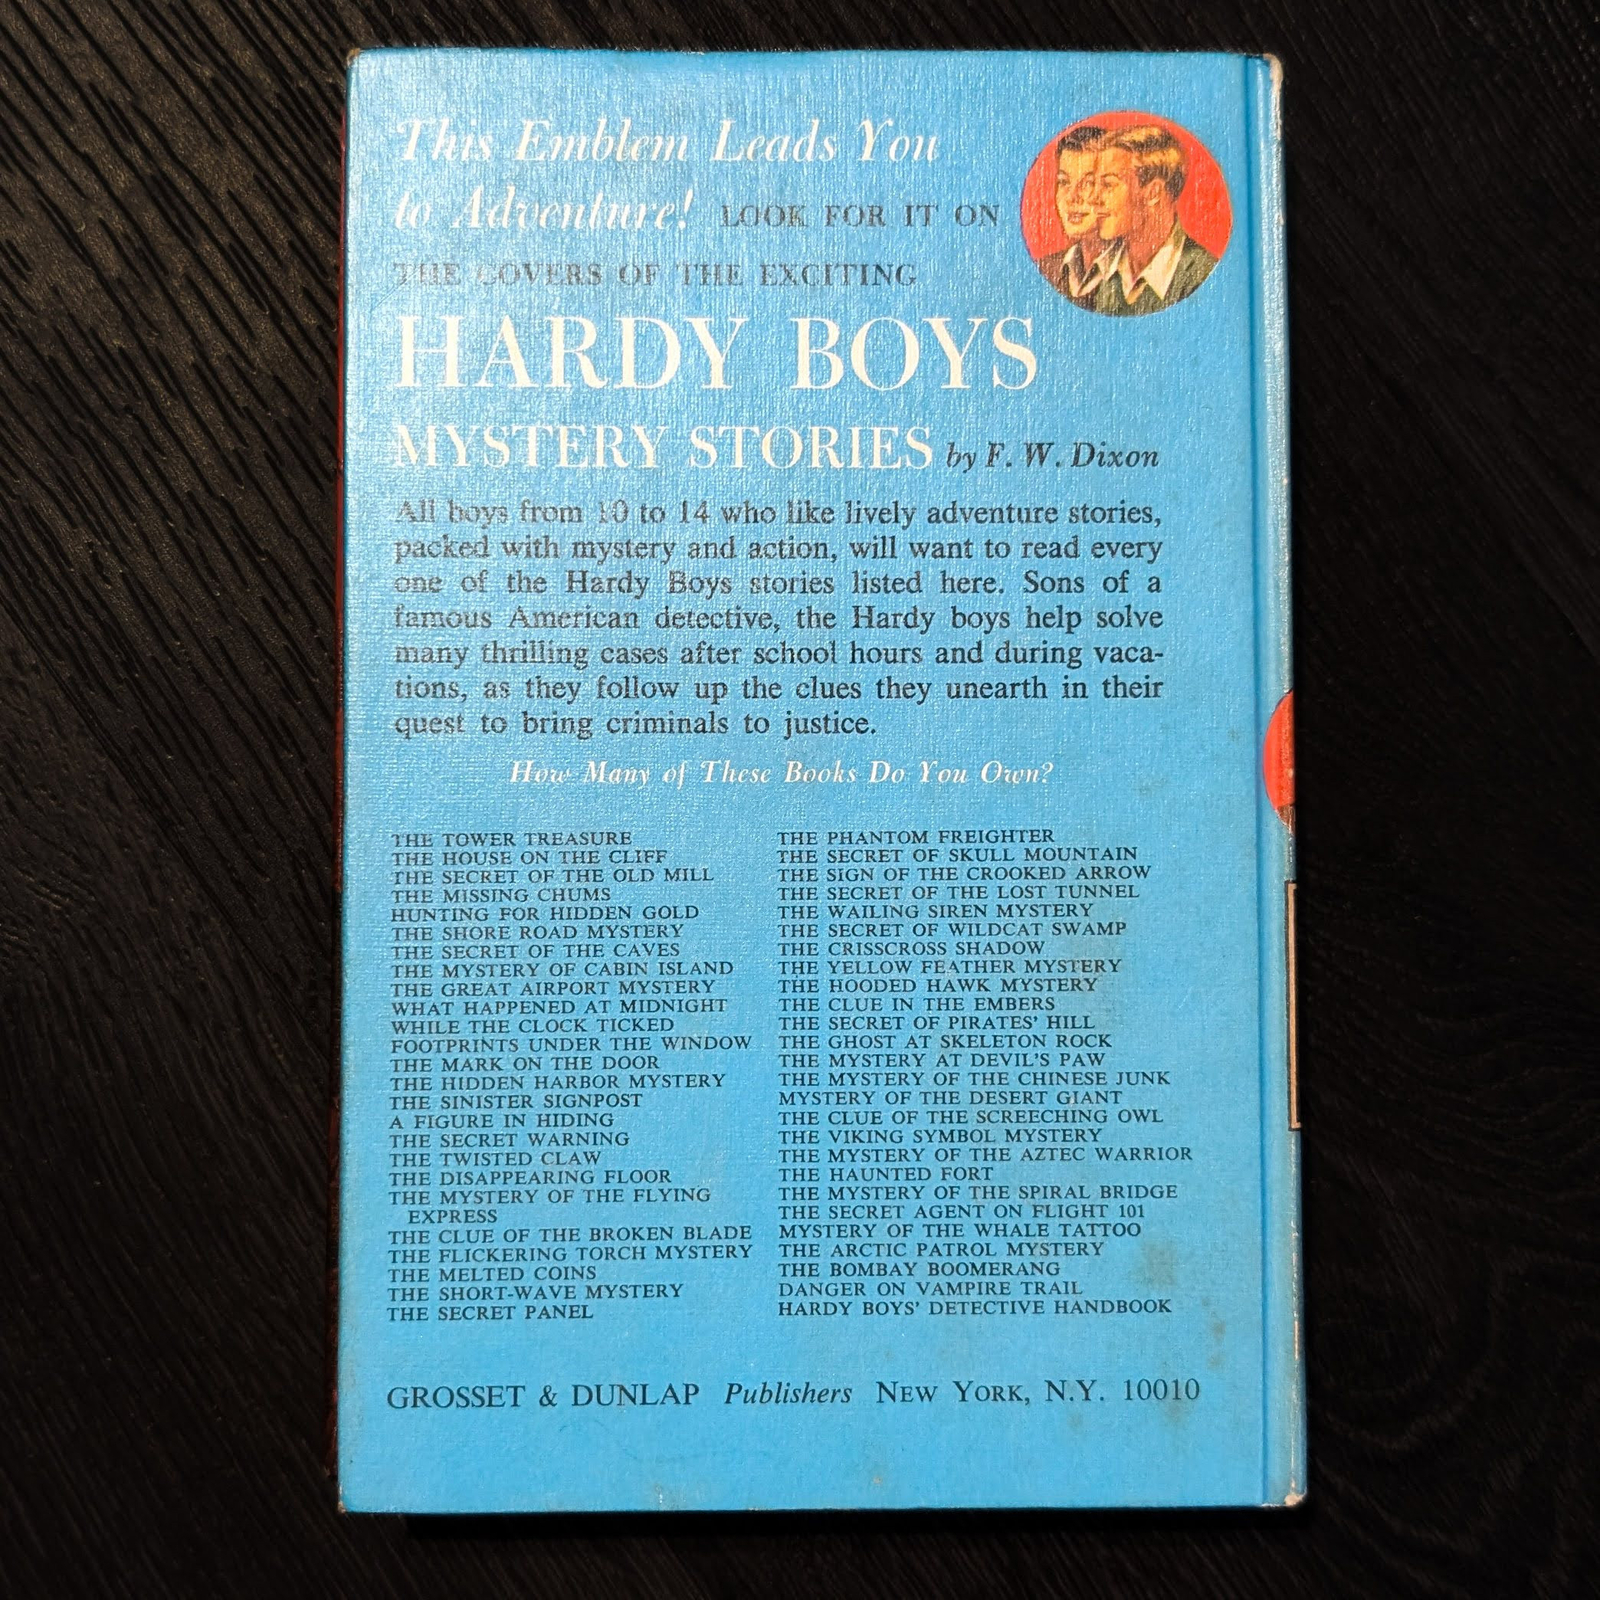 This Emblem Leads You
to Adventure! LOOK FOR IT ON
THE COVERS OF THE EXCITING
HARDY BOYS
MYSTERY STORIES by F. W. Dixon
All boys from 10 to 14 who like lively adventure stories,
packed with mystery and action, will want to read every
one of the Hardy Boys stories listed here. Sons of a
famous American detective, the Hardy boys help solve
many thrilling cases after school hours and during vaca-
tions, as they follow up the clues they unearth in their
quest to bring criminals to justice.
How Many of These Books Do You Own?
THE TOWER TREASURE
THE HOUSE ON THE CLIFF
THE SECRET OF THE OLD MILL
THE MISSING CHUMS
HUNTING FOR HIDDEN GOLD
THE SHORE ROAD MYSTERY
THE SECRET OF THE CAVES
THE MYSTERY OF CABIN ISLAND
THE GREAT AIRPORT MYSTERY
WHAT HAPPENED AT MIDNIGHT
WHILE THE CLOCK TICKED
FOOTPRINTS UNDER THE WINDOW
THE MARK ON THE DOOR
THE HIDDEN HARBOR MYSTERY
THE SINISTER SIGNPOST
A FIGURE IN HIDING
THE SECRET WARNING
THE TWISTED CLAW
THE DISAPPEARING FLOOR
THE MYSTERY OF THE FLYING
EXPRESS
THE CLUE OF THE BROKEN BLADE
THE FLICKERING TORCH MYSTERY
THE MELTED COINS
THE SHORT-WAVE MYSTERY
THE SECRET PANEL
THE PHANTOM FREIGHTER
THE SECRET OF SKULL MOUNTAIN
THE SIGN OF THE CROOKED ARROW
THE SECRET OF THE LOST TUNNEL
THE WAILING SIREN MYSTERY
THE SECRET OF WILDCAT SWAMP
THE CRISSCROSS SHADOW
THE YELLOW FEATHER MYSTERY
THE HOODED HAWK MYSTERY
THE CLUE IN THE EMBERS
THE SECRET OF PIRATES' HILL
THE GHOST AT SKELETON ROCK
THE MYSTERY AT DEVIL'S PAW
THE MYSTERY OF THE CHINESE JUNK
MYSTERY OF THE DESERT GIANT
THE CLUE OF THE SCREECHING OWL
THE VIKING SYMBOL MYSTERY
THE MYSTERY OF THE AZTEC WARRIOR
THE HAUNTED FORT
THE MYSTERY OF THE SPIRAL BRIDGE
THE SECRET AGENT ON FLIGHT 101
MYSTERY OF THE WHALE TATTOO
THE ARCTIC PATROL MYSTERY
THE BOMBAY BOOMERANG
DANGER ON VAMPIRE TRAIL
HARDY BOYS' DETECTIVE HANDBOOK
GROSSET & DUNLAP Publishers NEW YORK, N.Y. 10010